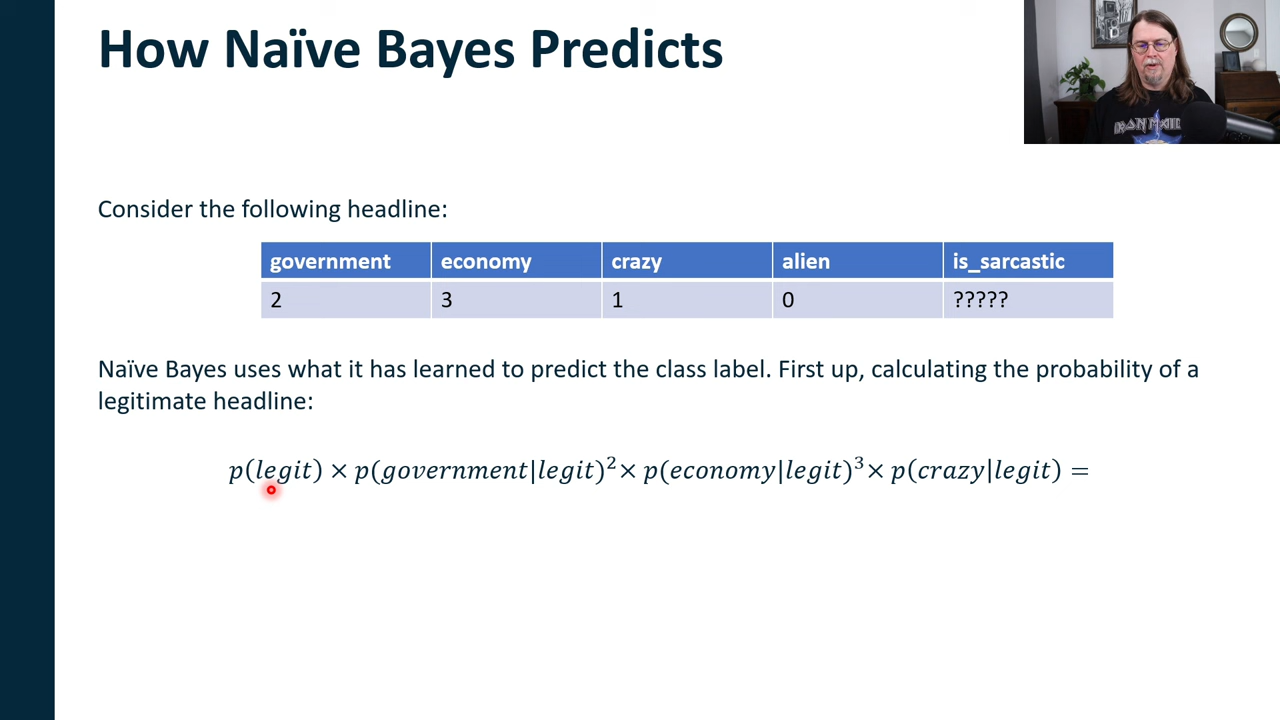 How Naïve Bayes Predicts
IRON MAID
Consider the following headline:
government economy crazy alien is_sarcastic
2 3 1 0 ?????
Naïve Bayes uses what it has learned to predict the class label. First up, calculating the probability of a
legitimate headline:
p(legit) × p(government|legit)² × p(economy|legit)³ × p(crazy|legit) =